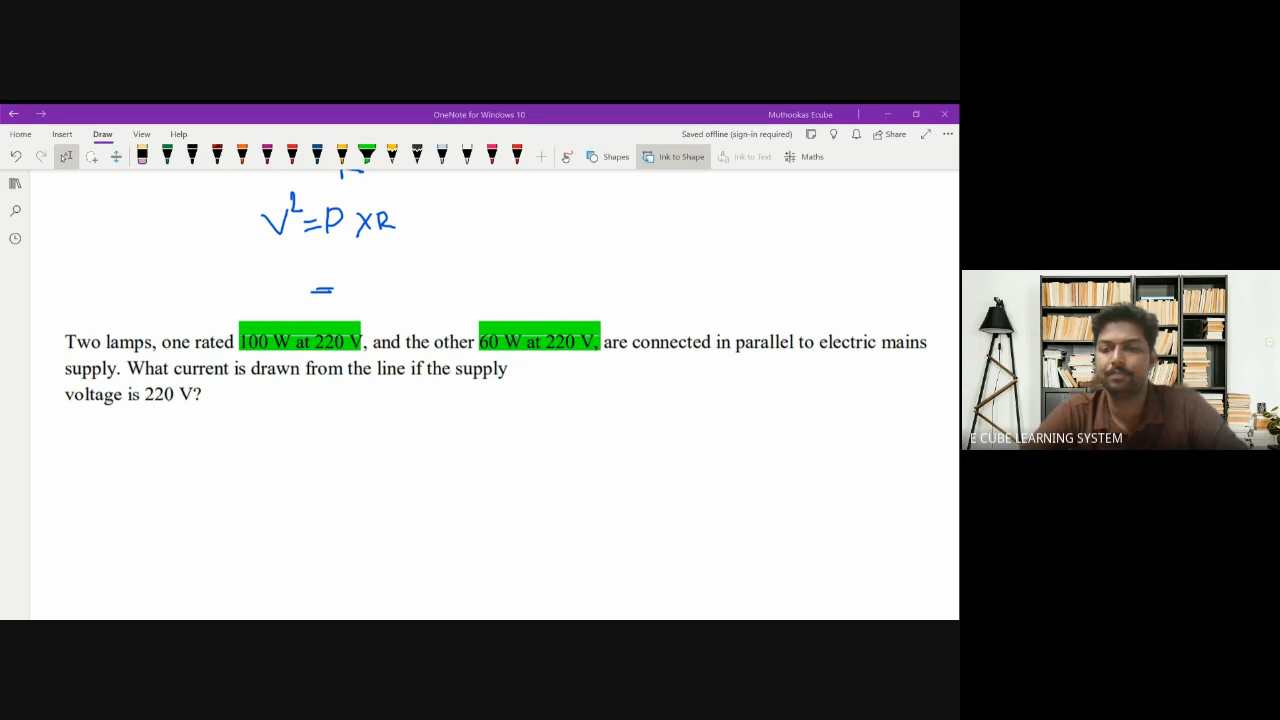 OneNote for Windows 10
Muthookas Ecube
Home Insert Draw View Help
Saved offline (sign-in required) Share
Shapes Ink to Shape Ink to Text Maths
V²=P×R
=
Two lamps, one rated 100 W at 220 V, and the other 60 W at 220 V, are connected in parallel to electric mains
supply. What current is drawn from the line if the supply
voltage is 220 V?
E CUBE LEARNING SYSTEM